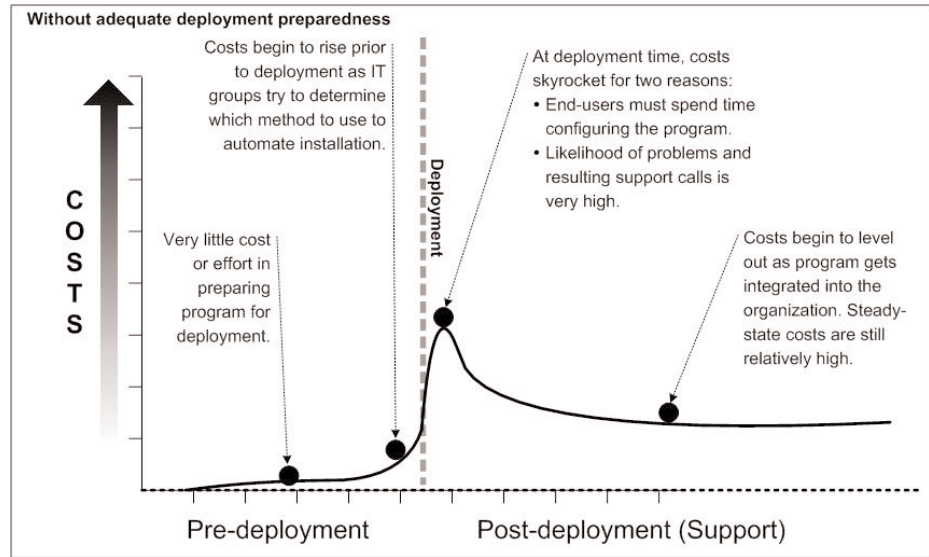 Without adequate deployment preparedness
Costs begin to rise prior
to deployment as IT
groups try to determine
which method to use to
automate installation.
At deployment time, costs
skyrocket for two reasons:
• End-users must spend time
configuring the program.
• Likelihood of problems and
resulting support calls is
very high.
Deployment
COSTS
Very little cost
or effort in
preparing
program for
deployment.
Costs begin to level
out as program gets
integrated into the
organization. Steady-
state costs are still
relatively high.
Pre-deployment
Post-deployment (Support)